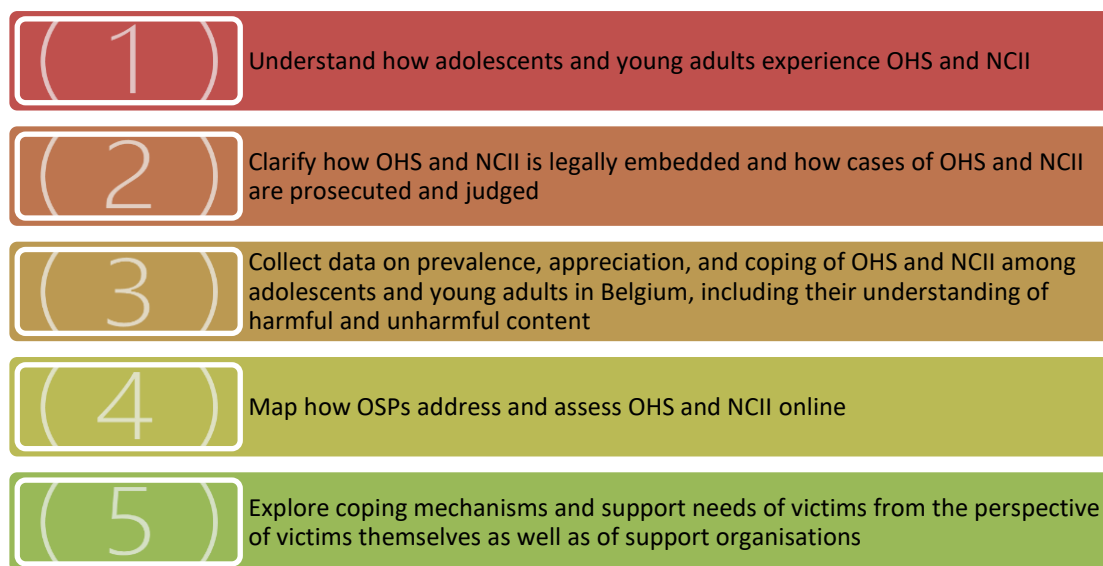 1
Understand how adolescents and young adults experience OHS and NCII
2
Clarify how OHS and NCII is legally embedded and how cases of OHS and NCII
are prosecuted and judged
3
Collect data on prevalence, appreciation, and coping of OHS and NCII among
adolescents and young adults in Belgium, including their understanding of
harmful and unharmful content
4
Map how OSPs address and assess OHS and NCII online
5
Explore coping mechanisms and support needs of victims from the perspective
of victims themselves as well as of support organisations